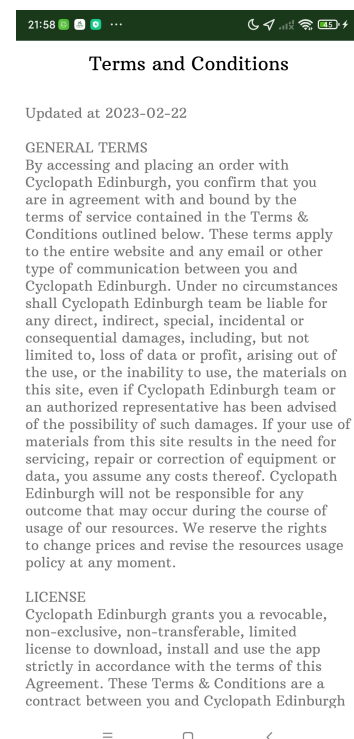 21:58
45
Terms and Conditions
Updated at 2023-02-22
GENERAL TERMS
By accessing and placing an order with
Cyclopath Edinburgh, you confirm that you
are in agreement with and bound by the
terms of service contained in the Terms &
Conditions outlined below. These terms apply
to the entire website and any email or other
type of communication between you and
Cyclopath Edinburgh. Under no circumstances
shall Cyclopath Edinburgh team be liable for
any direct, indirect, special, incidental or
consequential damages, including, but not
limited to, loss of data or profit, arising out of
the use, or the inability to use, the materials on
this site, even if Cyclopath Edinburgh team or
an authorized representative has been advised
of the possibility of such damages. If your use of
materials from this site results in the need for
servicing, repair or correction of equipment or
data, you assume any costs thereof. Cyclopath
Edinburgh will not be responsible for any
outcome that may occur during the course of
usage of our resources. We reserve the rights
to change prices and revise the resources usage
policy at any moment.
LICENSE
Cyclopath Edinburgh grants you a revocable,
non-exclusive, non-transferable, limited
license to download, install and use the app
strictly in accordance with the terms of this
Agreement. These Terms & Conditions are a
contract between you and Cyclopath Edinburgh